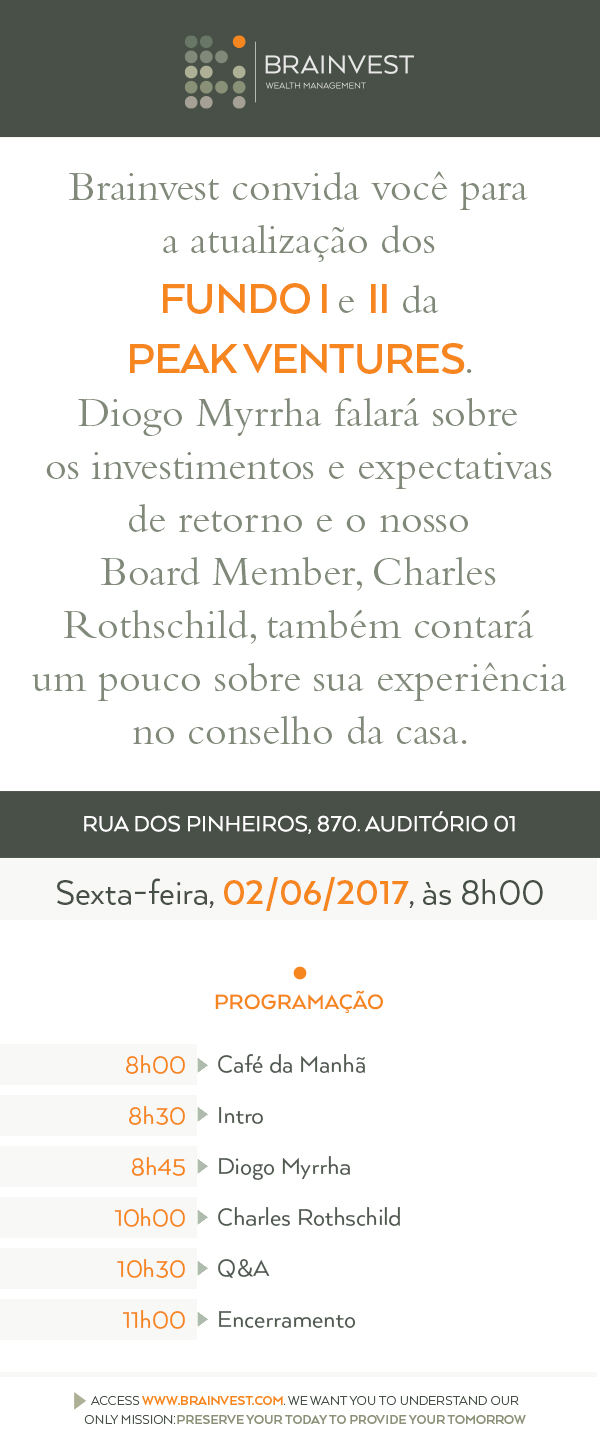 BRAINVEST
WEALTH MANAGEMENT
Brainvest convida você para
a atualização dos
FUNDO I e II da
PEAK VENTURES.
Diogo Myrrha falará sobre
os investimentos e expectativas
de retorno e o nosso
Board Member, Charles
Rothschild, também contará
um pouco sobre sua experiência
no conselho da casa.
RUA DOS PINHEIROS, 870. AUDITÓRIO 01
Sexta-feira, 02/06/2017, às 8h00
PROGRAMAÇÃO
8h00 Café da Manhã
8h30 Intro
8h45 Diogo Myrrha
10h00 Charles Rothschild
10h30 Q&A
11h00 Encerramento
ACCESS WWW.BRAINVEST.COM. WE WANT YOU TO UNDERSTAND OUR
ONLY MISSION: PRESERVE YOUR TODAY TO PROVIDE YOUR TOMORROW